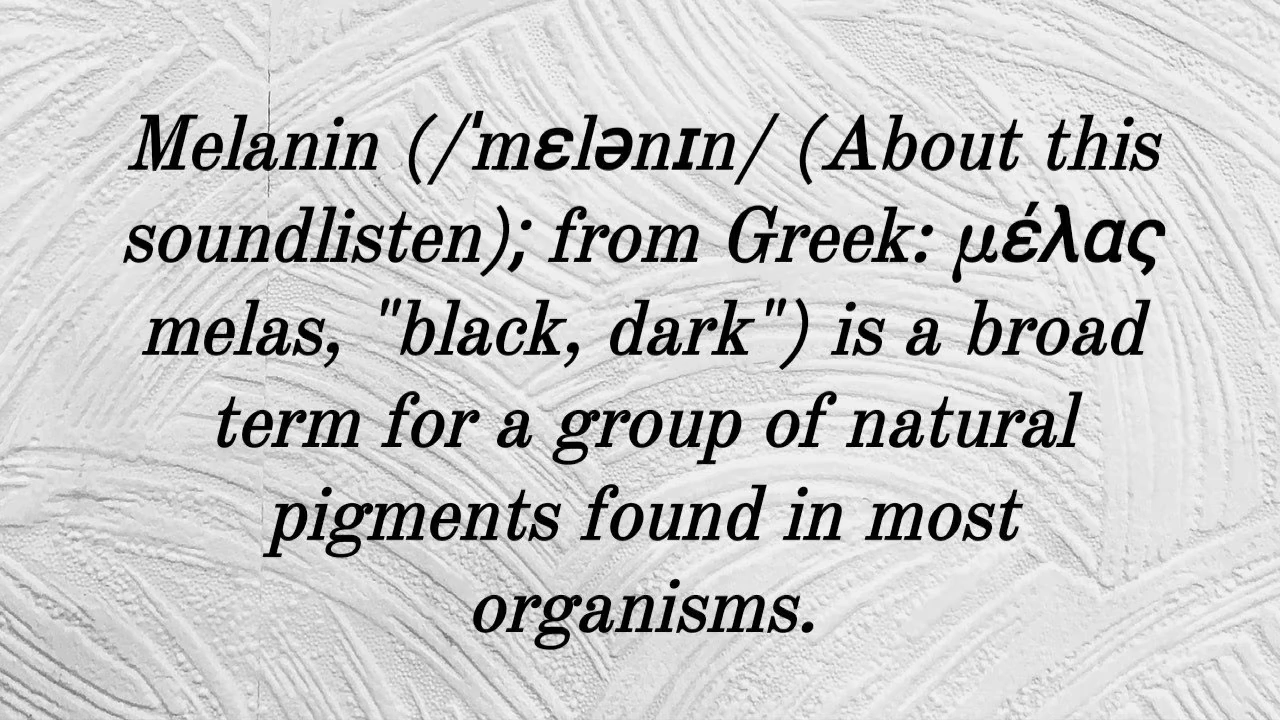 Melanin (/ˈmɛlənɪn/ (About this
soundlisten); from Greek: μέλας
melas, "black, dark") is a broad
term for a group of natural
pigments found in most
organisms.